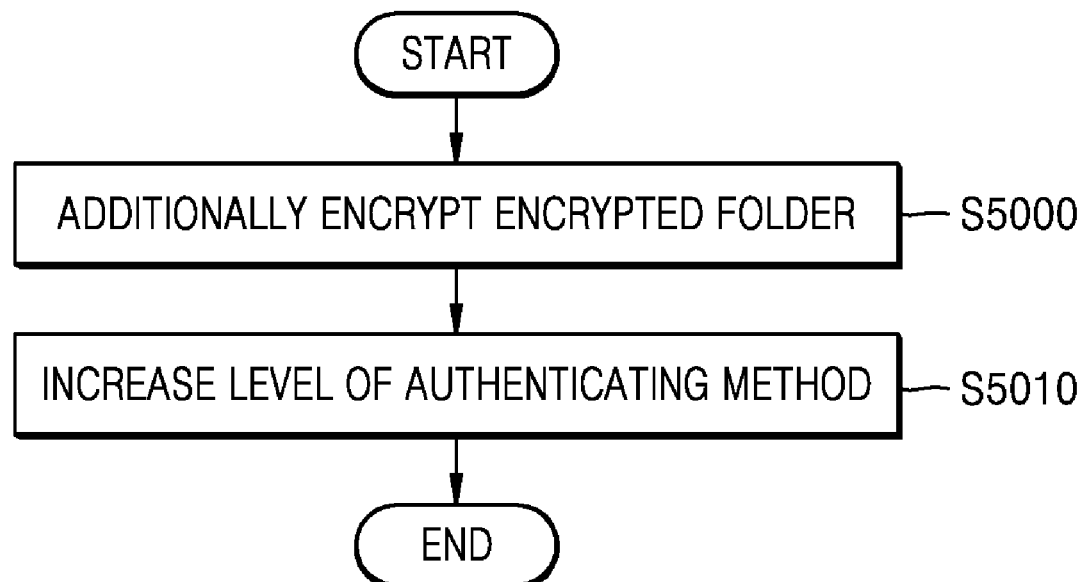 START
ADDITIONALLY ENCRYPT ENCRYPTED FOLDER
S5000
INCREASE LEVEL OF AUTHENTICATING METHOD
S5010
END